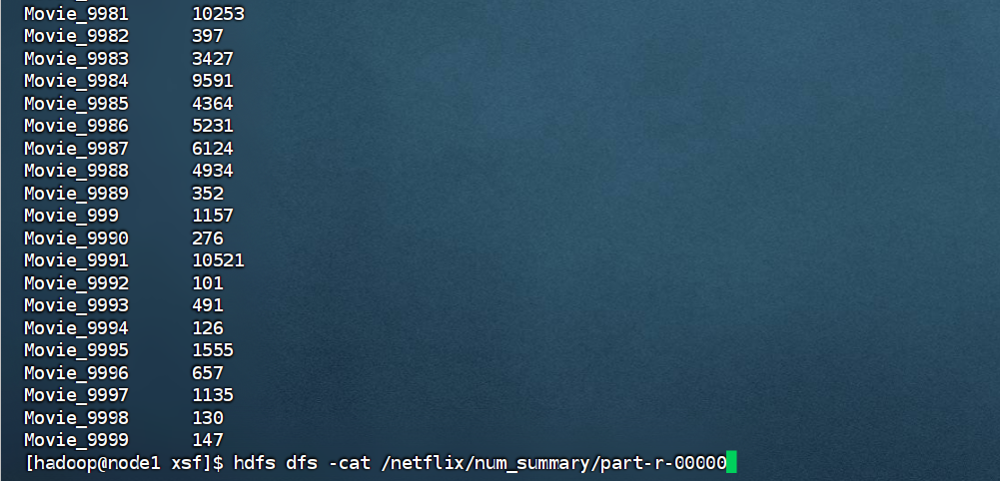 Movie_9981 10253
Movie_9982 397
Movie_9983 3427
Movie_9984 9591
Movie_9985 4364
Movie_9986 5231
Movie_9987 6124
Movie_9988 4934
Movie_9989 352
Movie_999 1157
Movie_9990 276
Movie_9991 10521
Movie_9992 101
Movie_9993 491
Movie_9994 126
Movie_9995 1555
Movie_9996 657
Movie_9997 1135
Movie_9998 130
Movie_9999 147
[hadoop@node1 xsf]$ hdfs dfs -cat /netflix/num_summary/part-r-00000